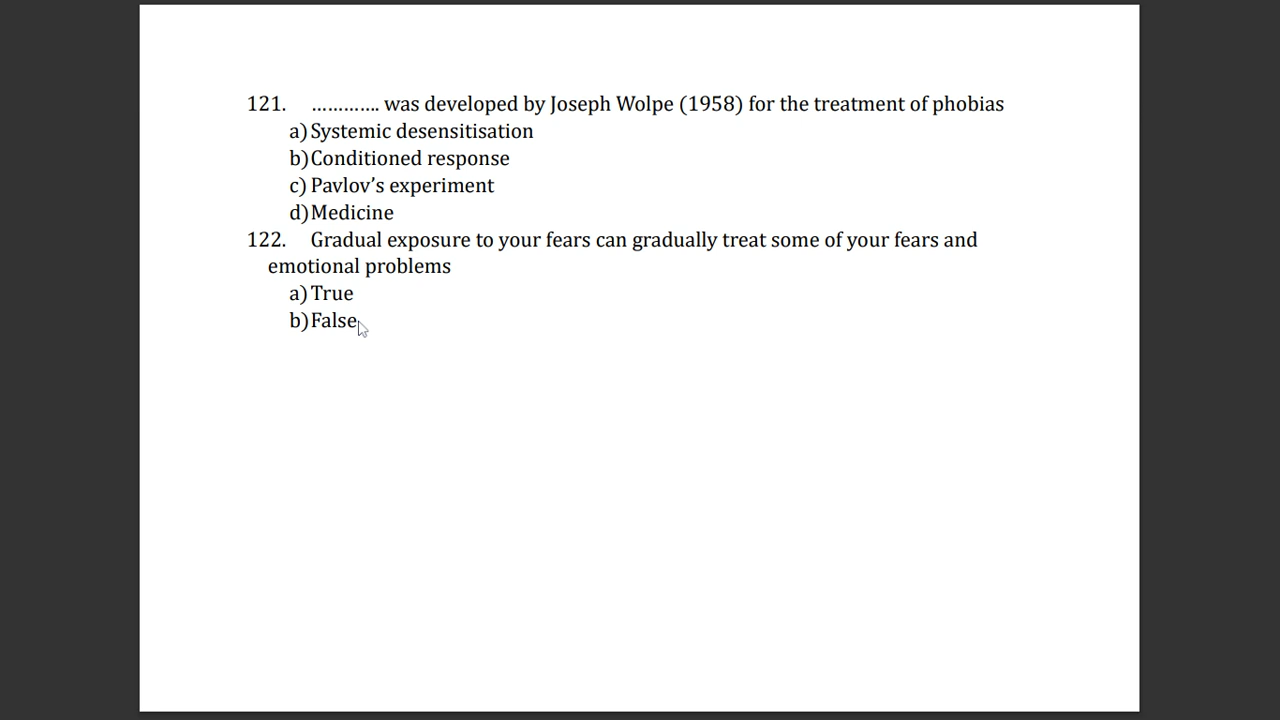 121. ............. was developed by Joseph Wolpe (1958) for the treatment of phobias
a) Systemic desensitisation
b) Conditioned response
c) Pavlov’s experiment
d) Medicine
122. Gradual exposure to your fears can gradually treat some of your fears and
emotional problems
a) True
b) False